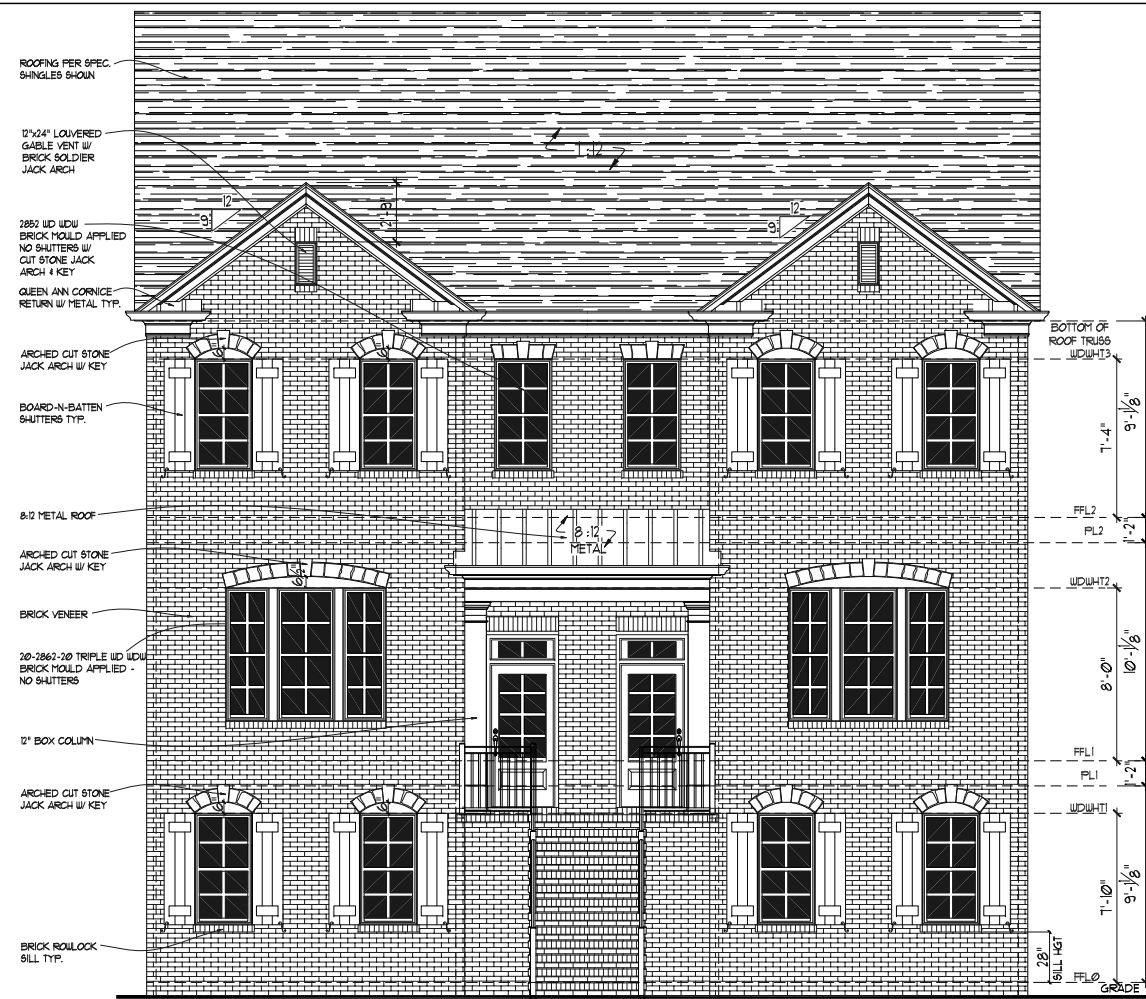 ROOFING PER SPEC.
SHINGLES SHOWN
12"x24" LOUVERED
GABLE VENT W/
BRICK SOLDIER
JACK ARCH
2852 WD WDW
BRICK MOULD APPLIED
NO SHUTTERS W/
CUT STONE JACK
ARCH & KEY
QUEEN ANN CORNICE
RETURN W/ METAL TYP.
ARCHED CUT STONE
JACK ARCH W/ KEY
BOARD-N-BATTEN
SHUTTERS TYP.
8:12 METAL ROOF
ARCHED CUT STONE
JACK ARCH W/ KEY
BRICK VENEER
20-2862-20 TRIPLE WD WDW
BRICK MOULD APPLIED -
NO SHUTTERS
12" BOX COLUMN
ARCHED CUT STONE
JACK ARCH W/ KEY
BRICK ROWLOCK
SILL TYP.
12
9
12
9
6"
6"
8:12
METAL
6"
6"
BOTTOM OF
ROOF TRUSS
WDWHT3
7'-4"
9'-1/8"
FFL2
PL2
1'-2"
WDWHT2
8'-0"
10'-1/8"
FFL1
PL1
1'-2"
WDWHT1
7'-10"
9'-1/8"
28"
SILL HGT
FFL0
GRADE